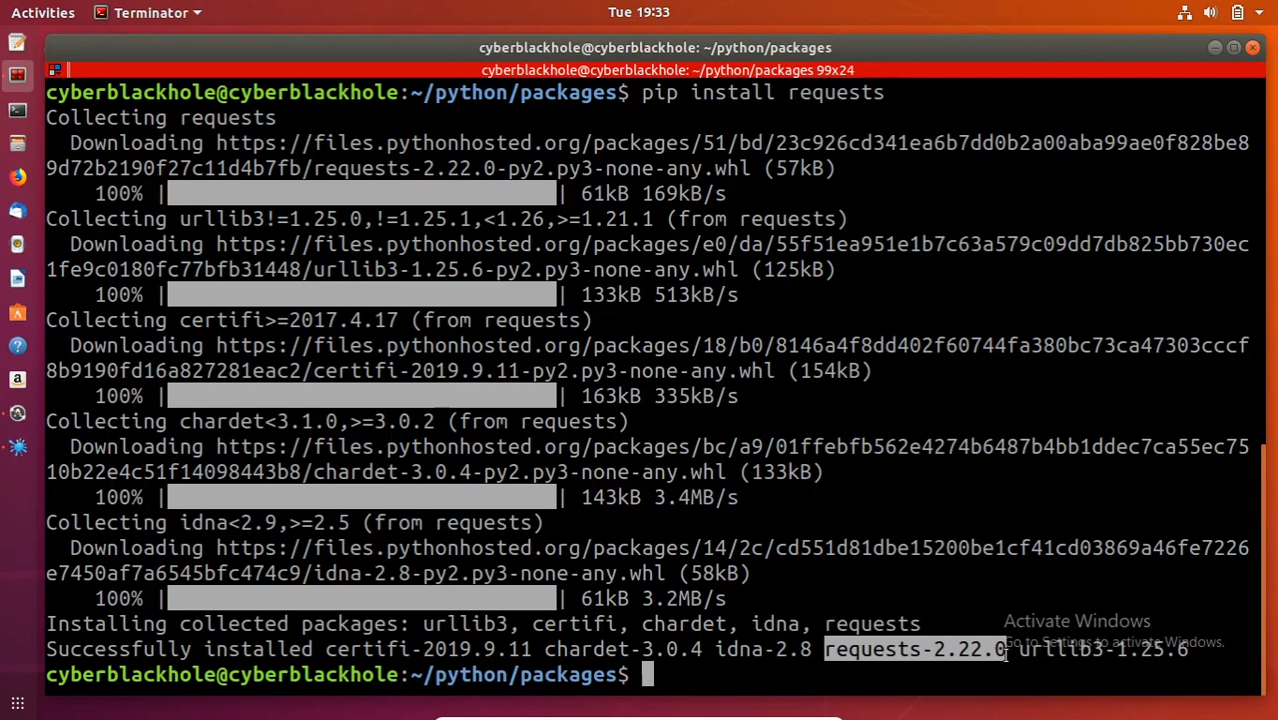 Activities Terminator Tue 19:33
cyberblackhole@cyberblackhole: ~/python/packages
cyberblackhole@cyberblackhole: ~/python/packages 99x24
cyberblackhole@cyberblackhole:~/python/packages$ pip install requests
Collecting requests
  Downloading https://files.pythonhosted.org/packages/51/bd/23c926cd341ea6b7dd0b2a00aba99ae0f828be8
9d72b2190f27c11d4b7fb/requests-2.22.0-py2.py3-none-any.whl (57kB)
    100% | | 61kB 169kB/s
Collecting urllib3!=1.25.0,!=1.25.1,<1.26,>=1.21.1 (from requests)
  Downloading https://files.pythonhosted.org/packages/e0/da/55f51ea951e1b7c63a579c09dd7db825bb730ec
1fe9c0180fc77bfb31448/urllib3-1.25.6-py2.py3-none-any.whl (125kB)
    100% | | 133kB 513kB/s
Collecting certifi>=2017.4.17 (from requests)
  Downloading https://files.pythonhosted.org/packages/18/b0/8146a4f8dd402f60744fa380bc73ca47303cccf
8b9190fd16a827281eac2/certifi-2019.9.11-py2.py3-none-any.whl (154kB)
    100% | | 163kB 335kB/s
Collecting chardet<3.1.0,>=3.0.2 (from requests)
  Downloading https://files.pythonhosted.org/packages/bc/a9/01ffebfb562e4274b6487b4bb1ddec7ca55ec75
10b22e4c51f14098443b8/chardet-3.0.4-py2.py3-none-any.whl (133kB)
    100% | | 143kB 3.4MB/s
Collecting idna<2.9,>=2.5 (from requests)
  Downloading https://files.pythonhosted.org/packages/14/2c/cd551d81dbe15200be1cf41cd03869a46fe7226
e7450af7a6545bfc474c9/idna-2.8-py2.py3-none-any.whl (58kB)
    100% | | 61kB 3.2MB/s
Installing collected packages: urllib3, certifi, chardet, idna, requests
Activate Windows
Go to Settings to activate Windows.
Successfully installed certifi-2019.9.11 chardet-3.0.4 idna-2.8 requests-2.22.0 urllib3-1.25.6
cyberblackhole@cyberblackhole:~/python/packages$